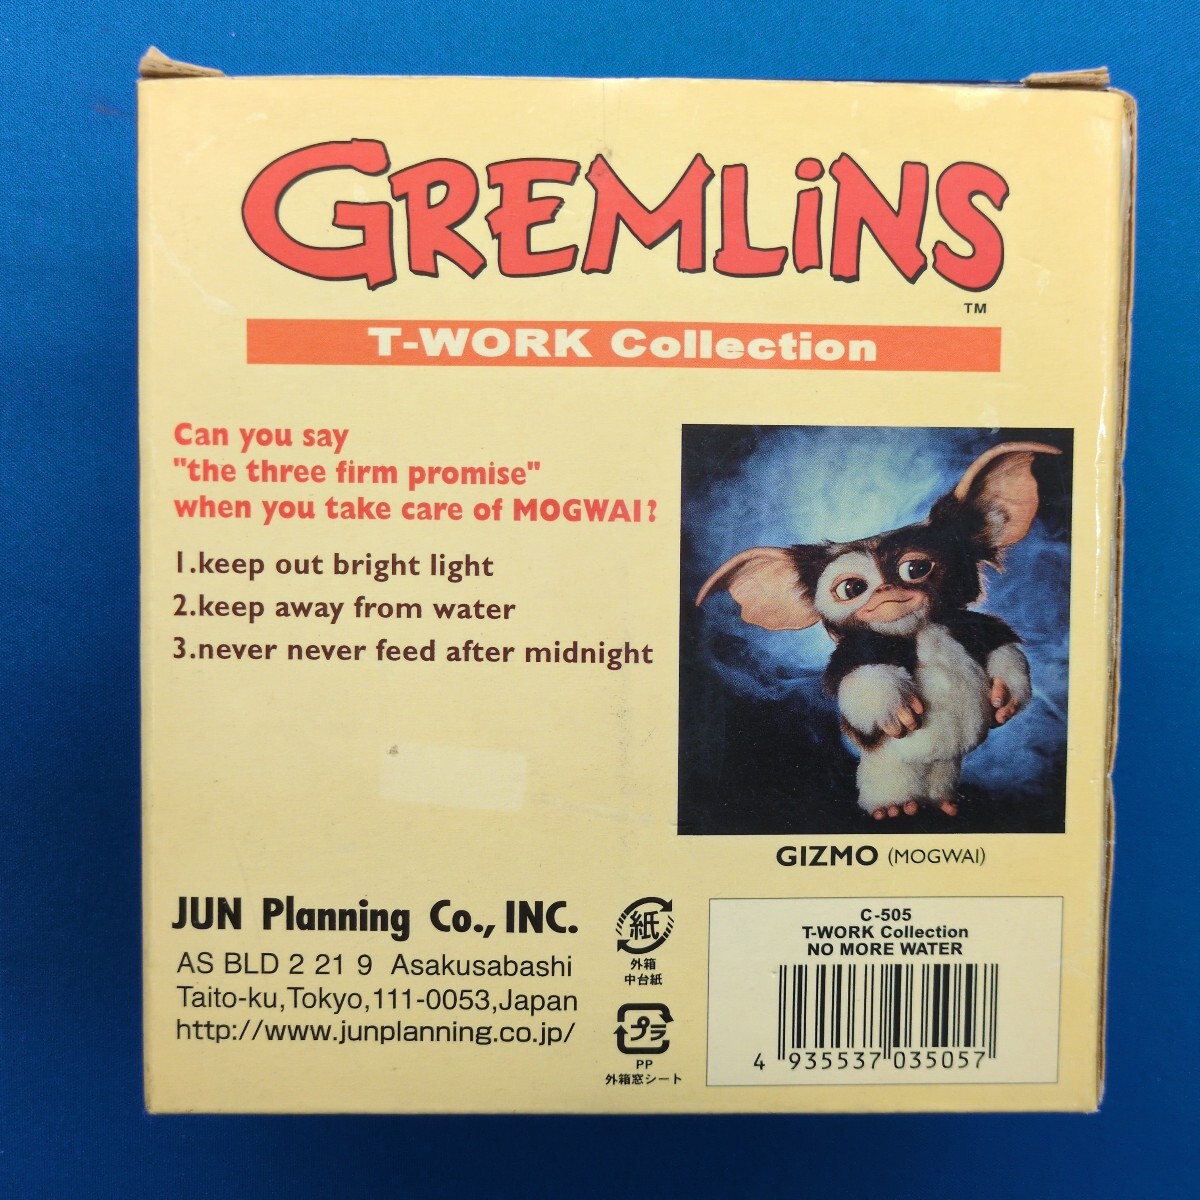 GREMLiNS
TM
T-WORK Collection
Can you say
"the three firm promise"
when you take care of MOGWAI?
1.keep out bright light
2.keep away from water
3.never never feed after midnight
GIZMO (MOGWAI)
JUN Planning Co., INC.
AS BLD 2 21 9 Asakusabashi
Taito-ku,Tokyo,111-0053,Japan
http://www.junplanning.co.jp/
紙
外箱
中台紙
プラ
PP
外箱窓シート
C-505
T-WORK Collection
NO MORE WATER
4 935537 035057